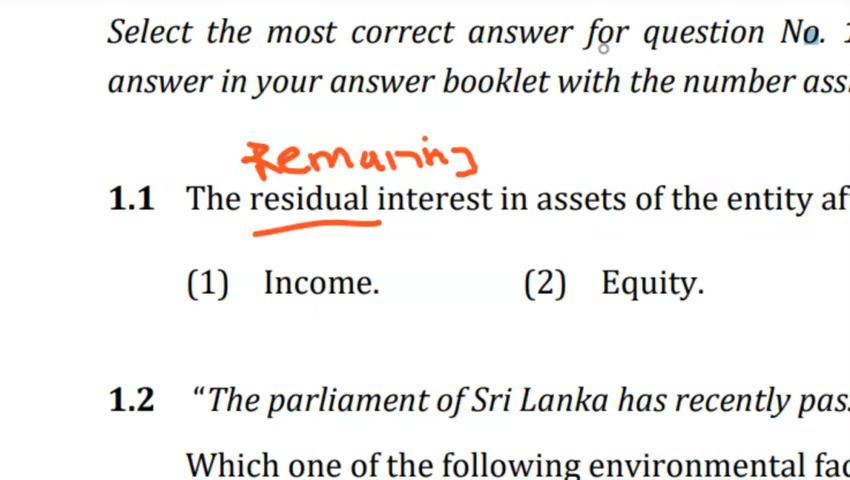 Select the most correct answer for question No. 1
answer in your answer booklet with the number ass
Remaining
1.1 The residual interest in assets of the entity af
(1) Income. (2) Equity.
1.2 “The parliament of Sri Lanka has recently pas
Which one of the following environmental fac